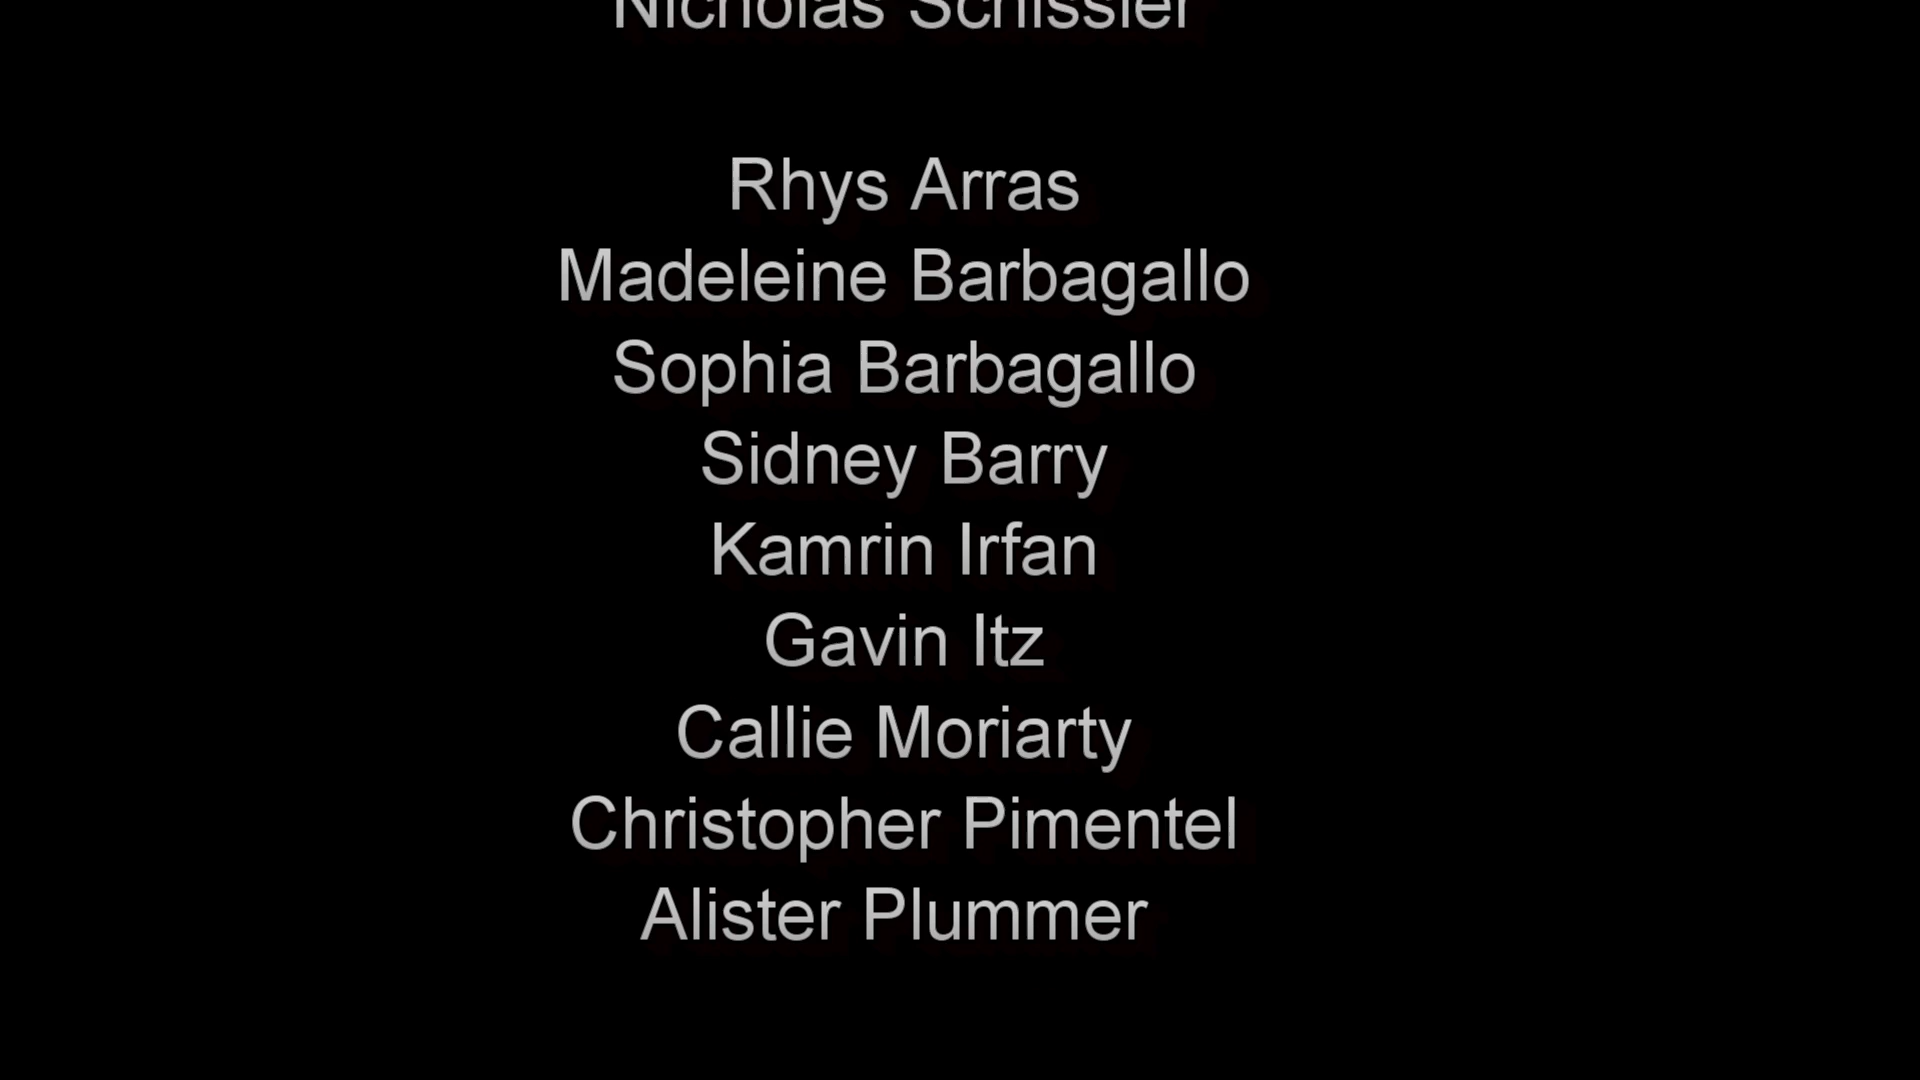 Nicholas Schissler
Rhys Arras
Madeleine Barbagallo
Sophia Barbagallo
Sidney Barry
Kamrin Irfan
Gavin Itz
Callie Moriarty
Christopher Pimentel
Alister Plummer